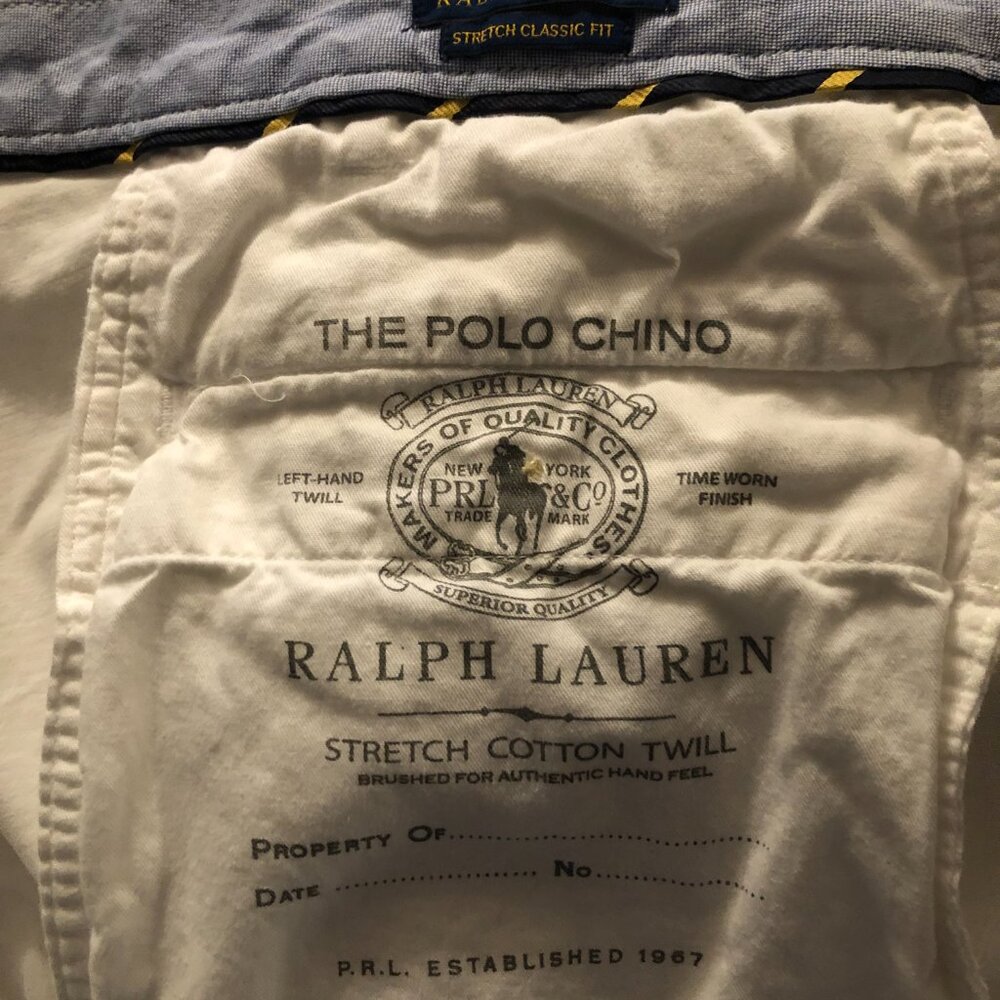 STRETCH CLASSIC FIT
THE POLO CHINO
RALPH LAUREN
MAKERS OF QUALITY CLOTHES
LEFT-HAND
TWILL
NEW YORK
PRL &Co
TRADE MARK
TIME WORN
FINISH
SUPERIOR QUALITY
RALPH LAUREN
STRETCH COTTON TWILL
BRUSHED FOR AUTHENTIC HAND FEEL
PROPERTY OF
DATE No
P.R.L. ESTABLISHED 1967